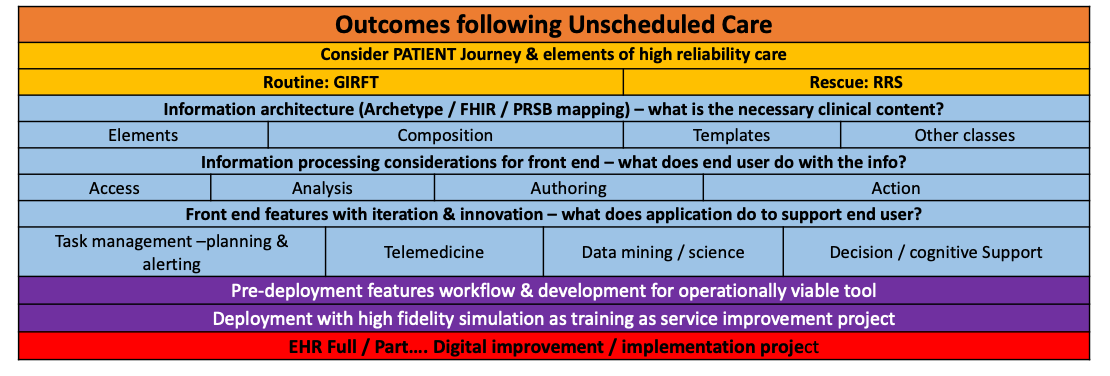 Outcomes following Unscheduled Care
Consider PATIENT Journey & elements of high reliability care
Routine: GIRFT
Rescue: RRS
Information architecture (Archetype / FHIR / PRSB mapping) – what is the necessary clinical content?
Elements
Composition
Templates
Other classes
Information processing considerations for front end – what does end user do with the info?
Access
Analysis
Authoring
Action
Front end features with iteration & innovation – what does application do to support end user?
Task management –planning &
alerting
Telemedicine
Data mining / science
Decision / cognitive Support
Pre-deployment features workflow & development for operationally viable tool
Deployment with high fidelity simulation as training as service improvement project
EHR Full / Part.... Digital improvement / implementation project